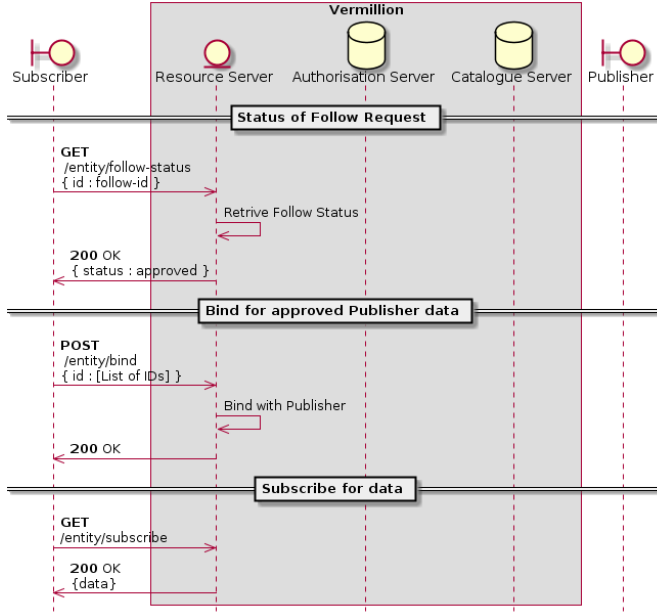 Vermillion
Subscriber
Resource Server
Authorisation Server
Catalogue Server
Publisher
Status of Follow Request
GET
/entity/follow-status
{ id : follow-id }
Retrive Follow Status
200 OK
{ status : approved }
Bind for approved Publisher data
POST
/entity/bind
{ id : [List of IDs] }
Bind with Publisher
200 OK
Subscribe for data
GET
/entity/subscribe
200 OK
{data}